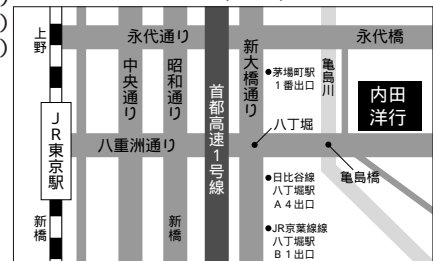 )
)
)
上野
永代通り
永代橋
中央通り
昭和通り
首都高速1号線
新大橋通り
亀島川
●茅場町駅
1番出口
内田
洋行
JR東京駅
八重洲通り
八丁堀
亀島橋
●日比谷線
八丁堀駅
A4出口
新橋
新橋
●JR京葉線線
八丁堀駅
B1出口